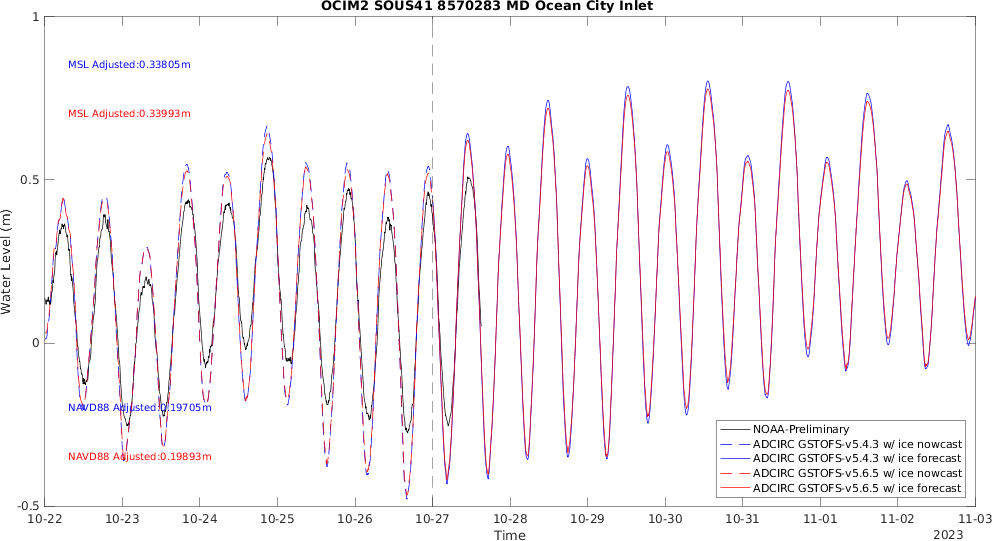 OCIM2 SOUS41 8570283 MD Ocean City Inlet
1
MSL Adjusted:0.33805m
MSL Adjusted:0.33993m
0.5
Water Level (m)
0
NAVD88 Adjusted:0.19705m
NAVD88 Adjusted:0.19893m
-0.5
NOAA-Preliminary
ADCIRC GSTOFS-v5.4.3 w/ ice nowcast
ADCIRC GSTOFS-v5.4.3 w/ ice forecast
ADCIRC GSTOFS-v5.6.5 w/ ice nowcast
ADCIRC GSTOFS-v5.6.5 w/ ice forecast
10-22 10-23 10-24 10-25 10-26 10-27 10-28 10-29 10-30 10-31 11-01 11-02 11-03
Time
2023